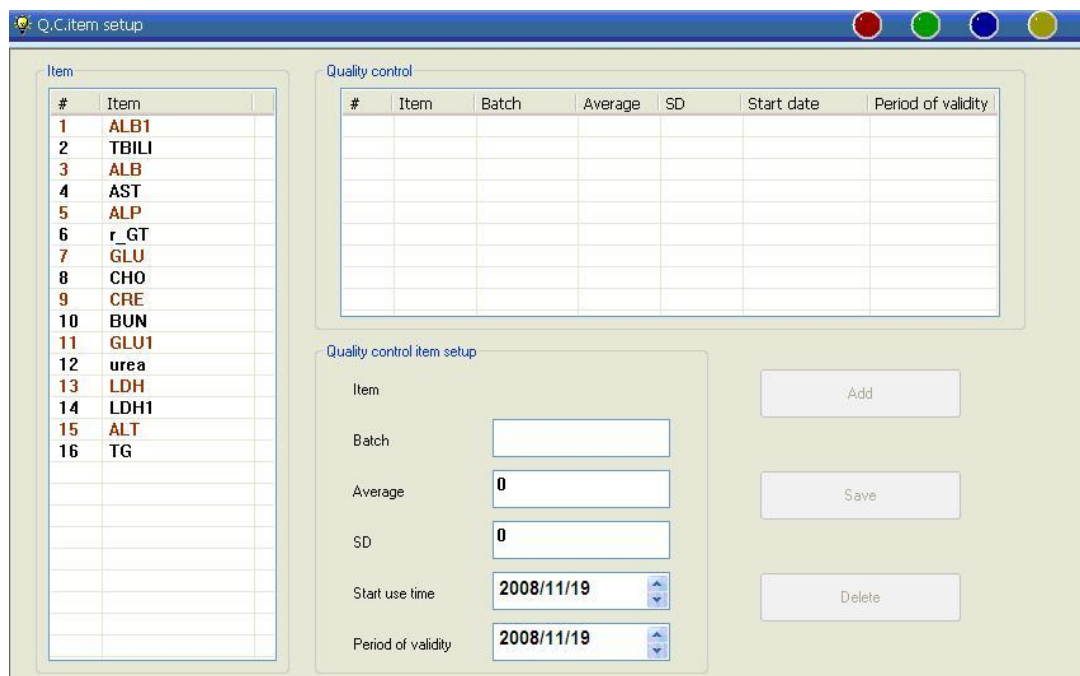 Q.C.item setup
Item
# Item
1 ALB1
2 TBILI
3 ALB
4 AST
5 ALP
6 r_GT
7 GLU
8 CHO
9 CRE
10 BUN
11 GLU1
12 urea
13 LDH
14 LDH1
15 ALT
16 TG
Quality control
# Item Batch Average SD Start date Period of validity
Quality control item setup
Item
Batch
Average 0
SD 0
Start use time 2008/11/19
Period of validity 2008/11/19
Add
Save
Delete